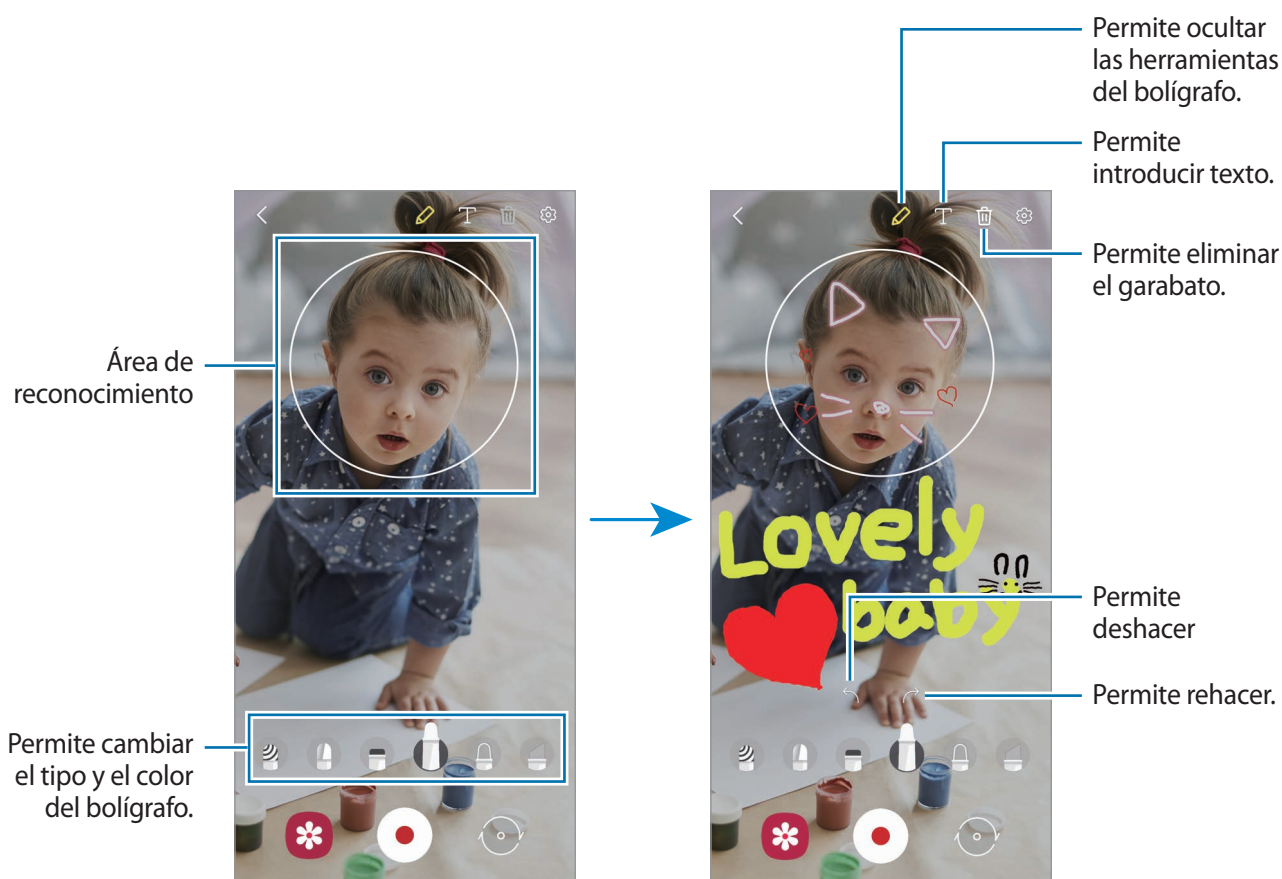 Permite ocultar
las herramientas
del bolígrafo.
Permite
introducir texto.
T
T
Permite eliminar
el garabato.
Área de
reconocimiento
Lovely
baby
Permite
deshacer
Permite rehacer.
Permite cambiar
el tipo y el color
del bolígrafo.